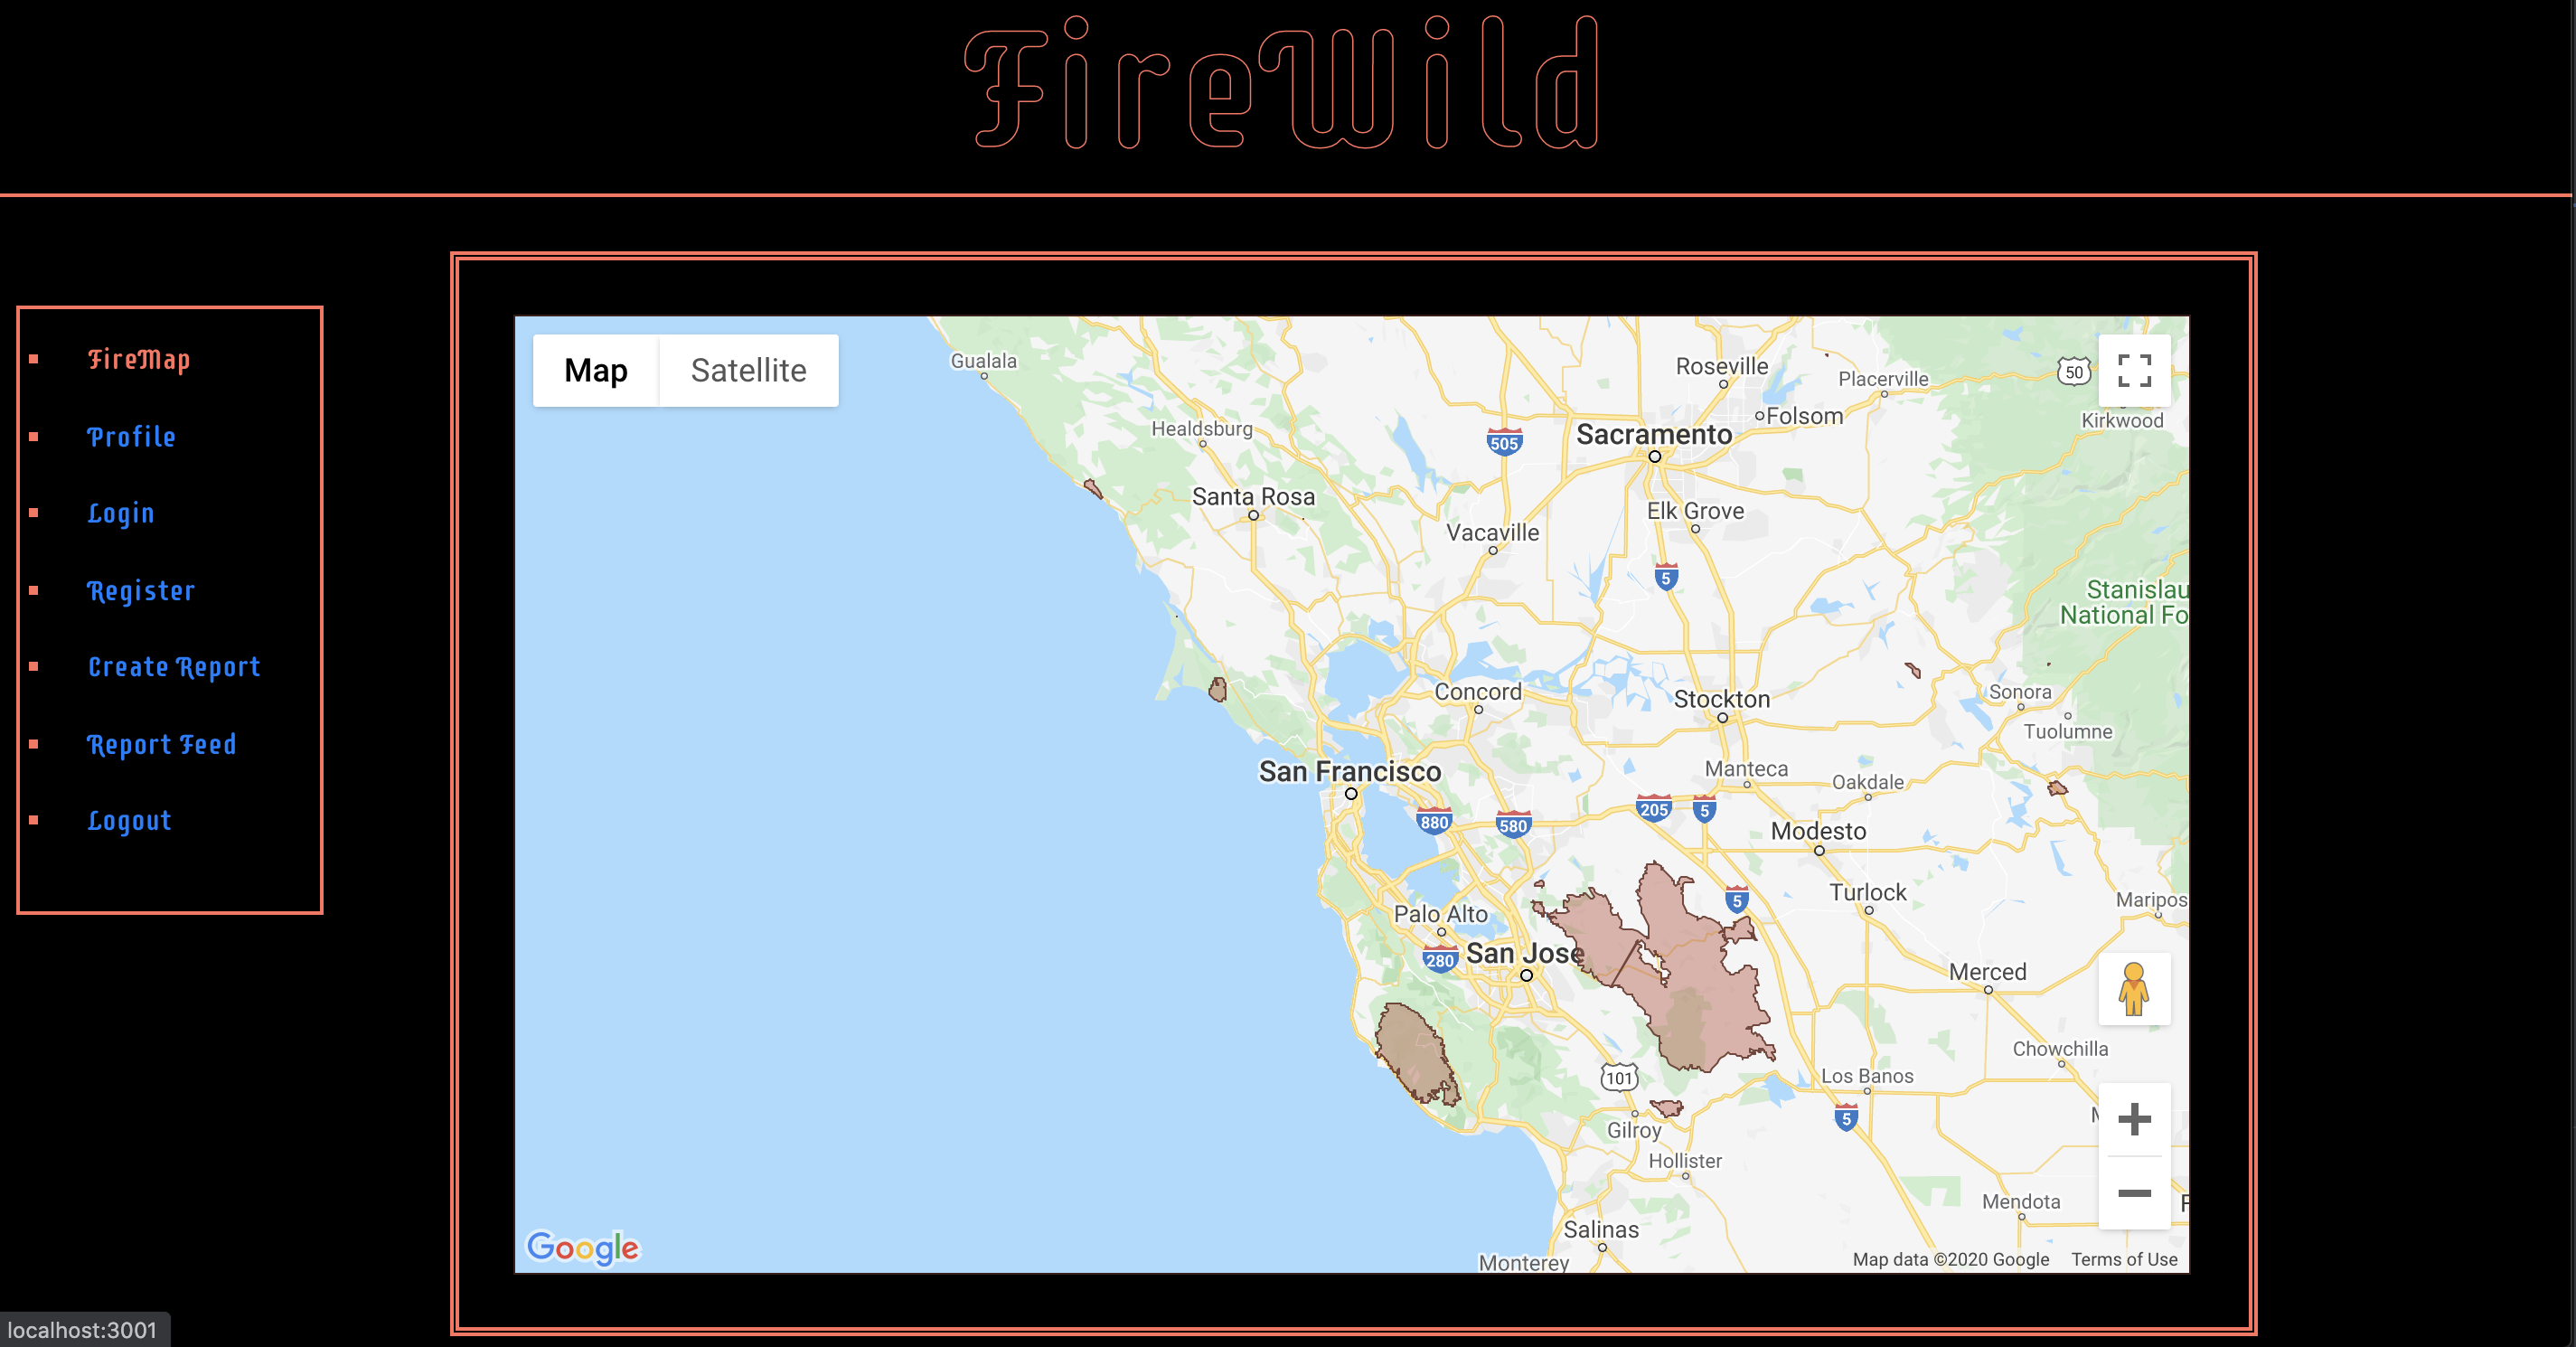 FireWild
FireMap
Profile
Login
Register
Create Report
Report Feed
Logout
Map
Satellite
Gualala
Roseville
Placerville
50
Folsom
Kirkwood
Healdsburg
505
Sacramento
Santa Rosa
Elk Grove
Vacaville
5
Stanislau
National Fo
Concord
Stockton
Sonora
Tuolumne
San Francisco
Manteca
Oakdale
880
580
205
5
Modesto
Turlock
5
Maripos
Palo Alto
280
San Jose
Merced
Chowchilla
101
Los Banos
5
Gilroy
Hollister
Mendota
Salinas
Monterey
Google
Map data ©2020 Google
Terms of Use
localhost:3001